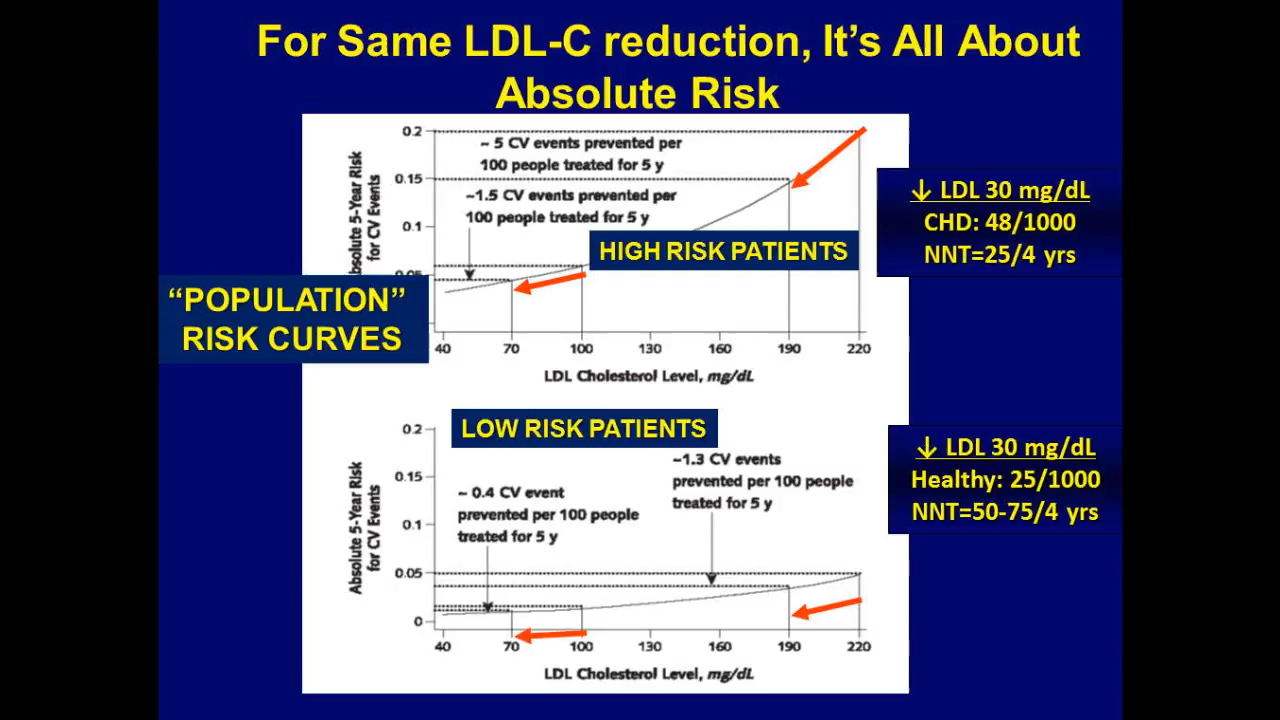 For Same LDL-C reduction, It's All About
Absolute Risk
0.2
~ 5 CV events prevented per
100 people treated for 5 y
0.15
~1.5 CV events prevented per
100 people treated for 5 y
0.1
Absolute 5-Year Risk
for CV Events
HIGH RISK PATIENTS
"POPULATION"
RISK CURVES
40 70 100 130 160 190 220
LDL Cholesterol Level, mg/dL
↓ LDL 30 mg/dL
CHD: 48/1000
NNT=25/4 yrs
LOW RISK PATIENTS
0.2
0.15
0.1
0.05
0
Absolute 5-Year Risk
for CV Events
~ 0.4 CV event
prevented per 100 people
treated for 5 y
~1.3 CV events
prevented per 100 people
treated for 5 y
40 70 100 130 160 190 220
LDL Cholesterol Level, mg/dL
↓ LDL 30 mg/dL
Healthy: 25/1000
NNT=50-75/4 yrs